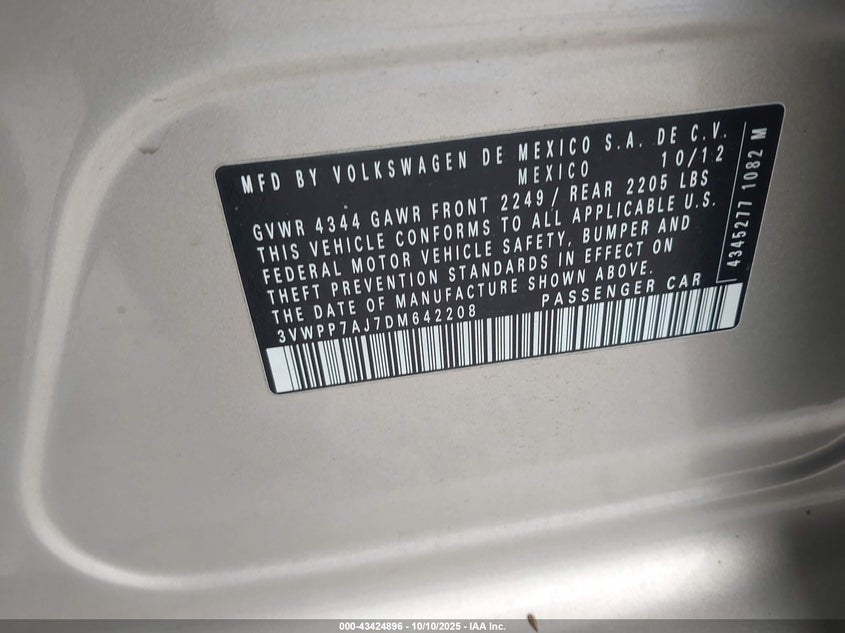 MFD BY VOLKSWAGEN DE MEXICO S.A. DE C.V.
MEXICO 10/12
GVWR 4344 GAWR FRONT 2249 / REAR 2205 LBS
THIS VEHICLE CONFORMS TO ALL APPLICABLE U.S.
FEDERAL MOTOR VEHICLE SAFETY, BUMPER AND
THEFT PREVENTION STANDARDS IN EFFECT ON
THE DATE OF MANUFACTURE SHOWN ABOVE.
3VWPP7AJ7DM642208 PASSENGER CAR
4345277 1082 M
000-43424896 - 10/10/2025 - IAA Inc.